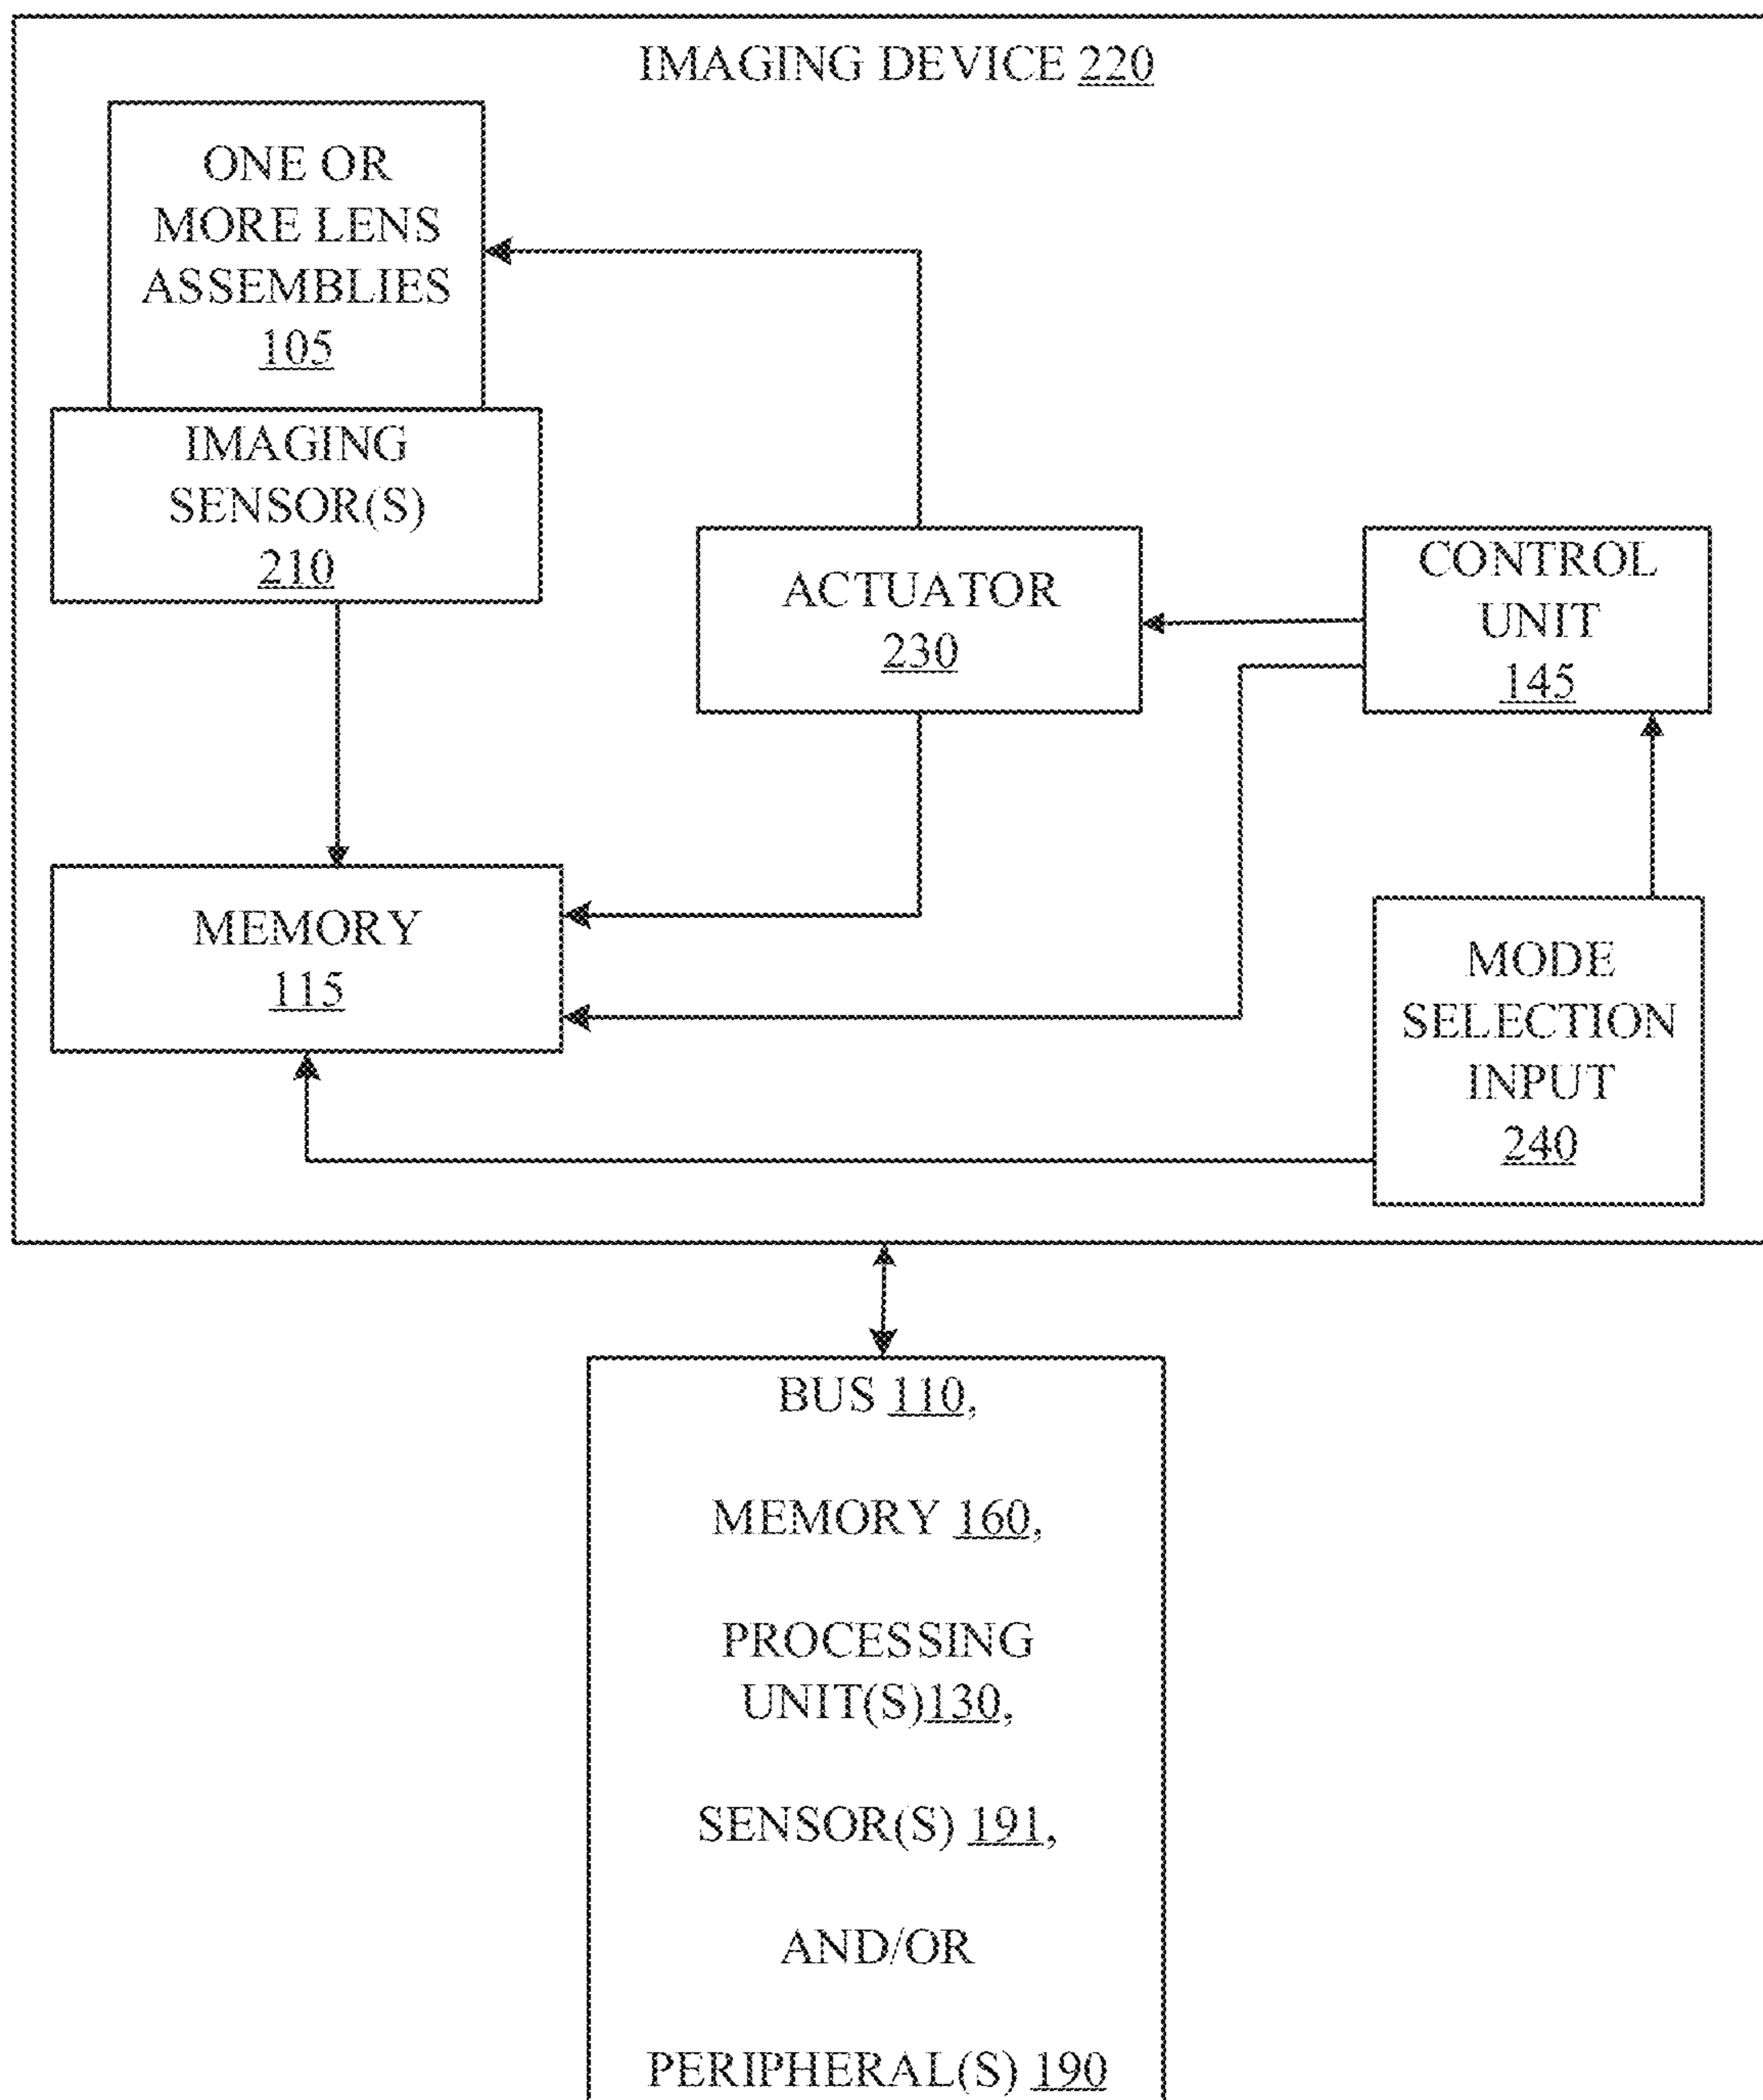 IMAGING DEVICE 220
ONE OR
MORE LENS
ASSEMBLIES
105
IMAGING
SENSOR(S)
210
ACTUATOR
230
CONTROL
UNIT
145
MEMORY
115
MODE
SELECTION
INPUT
240
BUS 110,
MEMORY 160,
PROCESSING
UNIT(S)130,
SENSOR(S) 191,
AND/OR
PERIPHERAL(S) 190